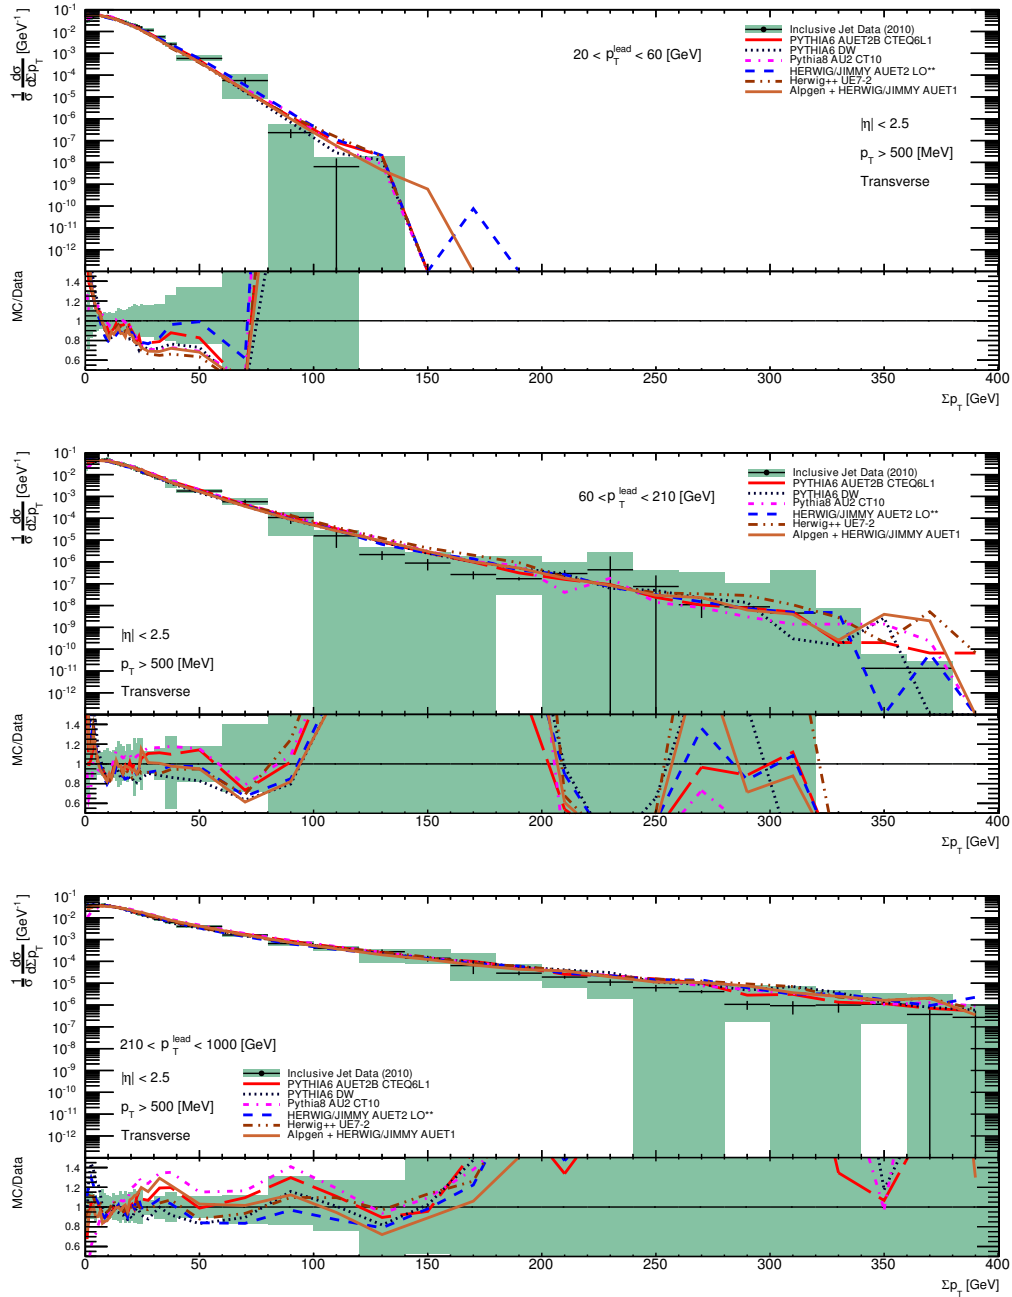 10^-1
10^-2
10^-3
10^-4
10^-5
10^-6
10^-7
10^-8
10^-9
10^-10
10^-11
10^-12
1/σ dσ/dΣp_T [GeV^-1]
20 < p_T^lead < 60 [GeV]
Inclusive Jet Data (2010)
PYTHIA6 AUET2B CTEQ6L1
PYTHIA6 DW
Pythia8 AU2 CT10
HERWIG/JIMMY AUET2 LO**
Herwig++ UE7-2
Alpgen + HERWIG/JIMMY AUET1
|η| < 2.5
p_T > 500 [MeV]
Transverse
MC/Data
1.4
1.2
1
0.8
0.6
0 50 100 150 200 250 300 350 400
Σp_T [GeV]
10^-1
10^-2
10^-3
10^-4
10^-5
10^-6
10^-7
10^-8
10^-9
10^-10
10^-11
10^-12
1/σ dσ/dΣp_T [GeV^-1]
60 <p_T^lead < 210 [GeV]
Inclusive Jet Data (2010)
PYTHIA6 AUET2B CTEQ6L1
PYTHIA6 DW
Pythia8 AU2 CT10
HERWIG/JIMMY AUET2 LO**
Herwig++ UE7-2
Alpgen + HERWIG/JIMMY AUET1
|η| < 2.5
p_T > 500 [MeV]
Transverse
MC/Data
1.4
1.2
1
0.8
0.6
0 50 100 150 200 250 300 350 400
Σp_T [GeV]
10^-1
10^-2
10^-3
10^-4
10^-5
10^-6
10^-7
10^-8
10^-9
10^-10
10^-11
10^-12
1/σ dσ/dΣp_T [GeV^-1]
210 < p_T^lead < 1000 [GeV]
|η| < 2.5
p_T > 500 [MeV]
Transverse
Inclusive Jet Data (2010)
PYTHIA6 AUET2B CTEQ6L1
PYTHIA6 DW
Pythia8 AU2 CT10
HERWIG/JIMMY AUET2 LO**
Herwig++ UE7-2
Alpgen + HERWIG/JIMMY AUET1
MC/Data
1.4
1.2
1
0.8
0.6
0 50 100 150 200 250 300 350 400
Σp_T [GeV]